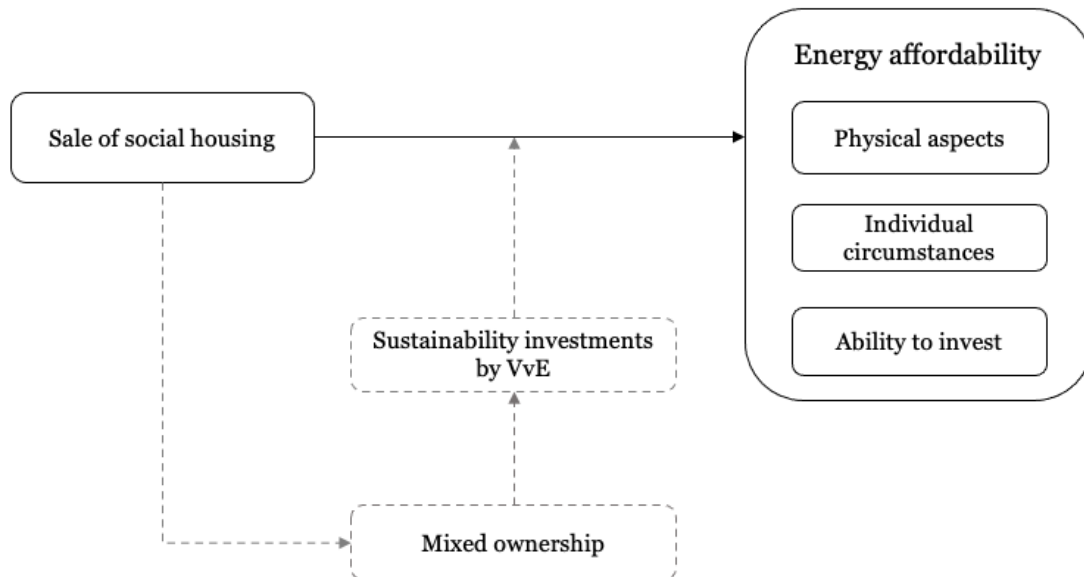 Energy affordability
Sale of social housing
Physical aspects
Individual
circumstances
Sustainability investments
by VvE
Ability to invest
Mixed ownership